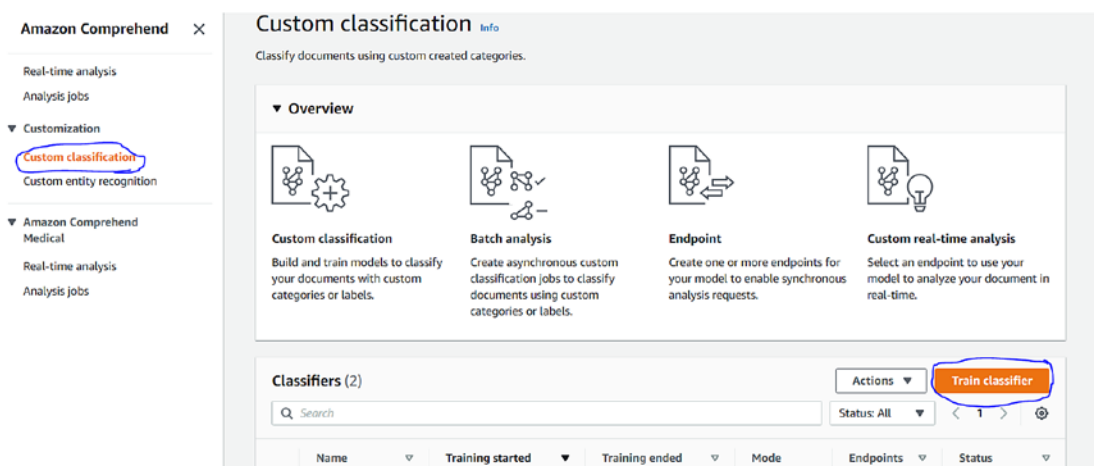 Amazon Comprehend
Real-time analysis
Analysis jobs
Customization
Custom classification
Custom entity recognition
Amazon Comprehend
Medical
Real-time analysis
Analysis jobs
Custom classification Info
Classify documents using custom created categories.
Overview
Custom classification
Build and train models to classify
your documents with custom
categories or labels.
Batch analysis
Create asynchronous custom
classification jobs to classify
documents using custom
categories or labels.
Endpoint
Create one or more endpoints for
your model to enable synchronous
analysis requests.
Custom real-time analysis
Select an endpoint to use your
model to analyze your document in
real-time.
Classifiers (2)
Actions
Train classifier
Search
Status: All
1
Name Training started Training ended Mode Endpoints Status